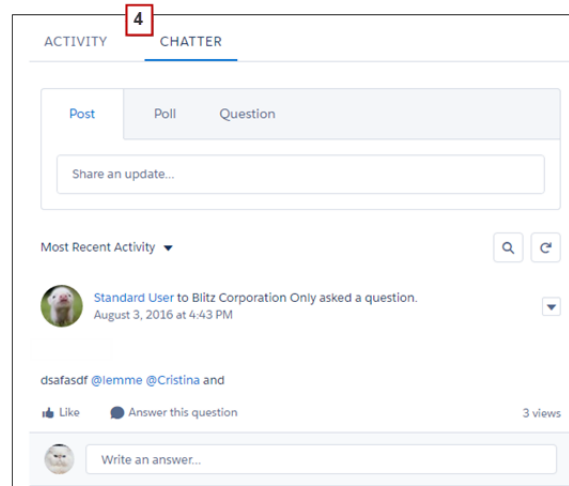 4
ACTIVITY CHATTER
Post Poll Question
Share an update...
Most Recent Activity
Standard User to Blitz Corporation Only asked a question.
August 3, 2016 at 4:43 PM
dsafasdf @lemme @Cristina and
Like Answer this question 3 views
Write an answer...